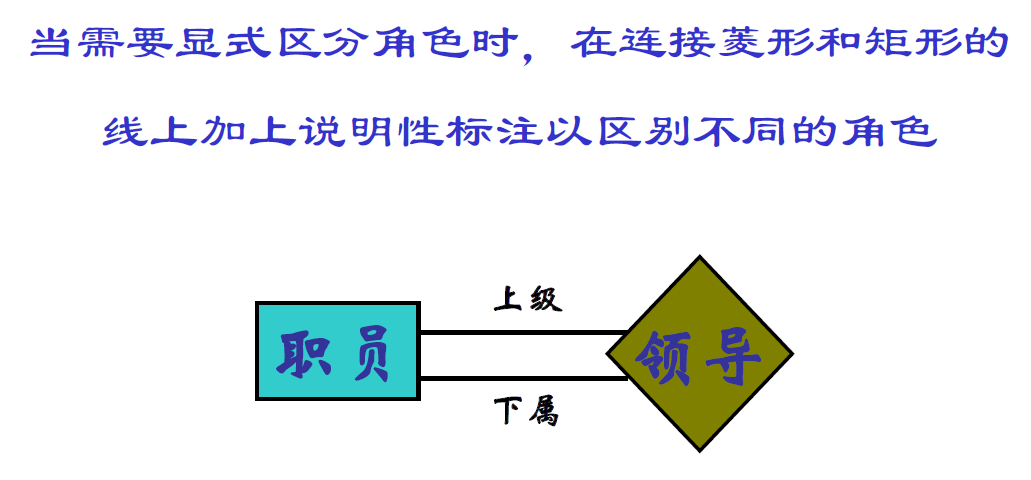 当需要显式区分角色时，在连接菱形和矩形的
线上加上说明性标注以区别不同的角色
上级
职员
领导
下属